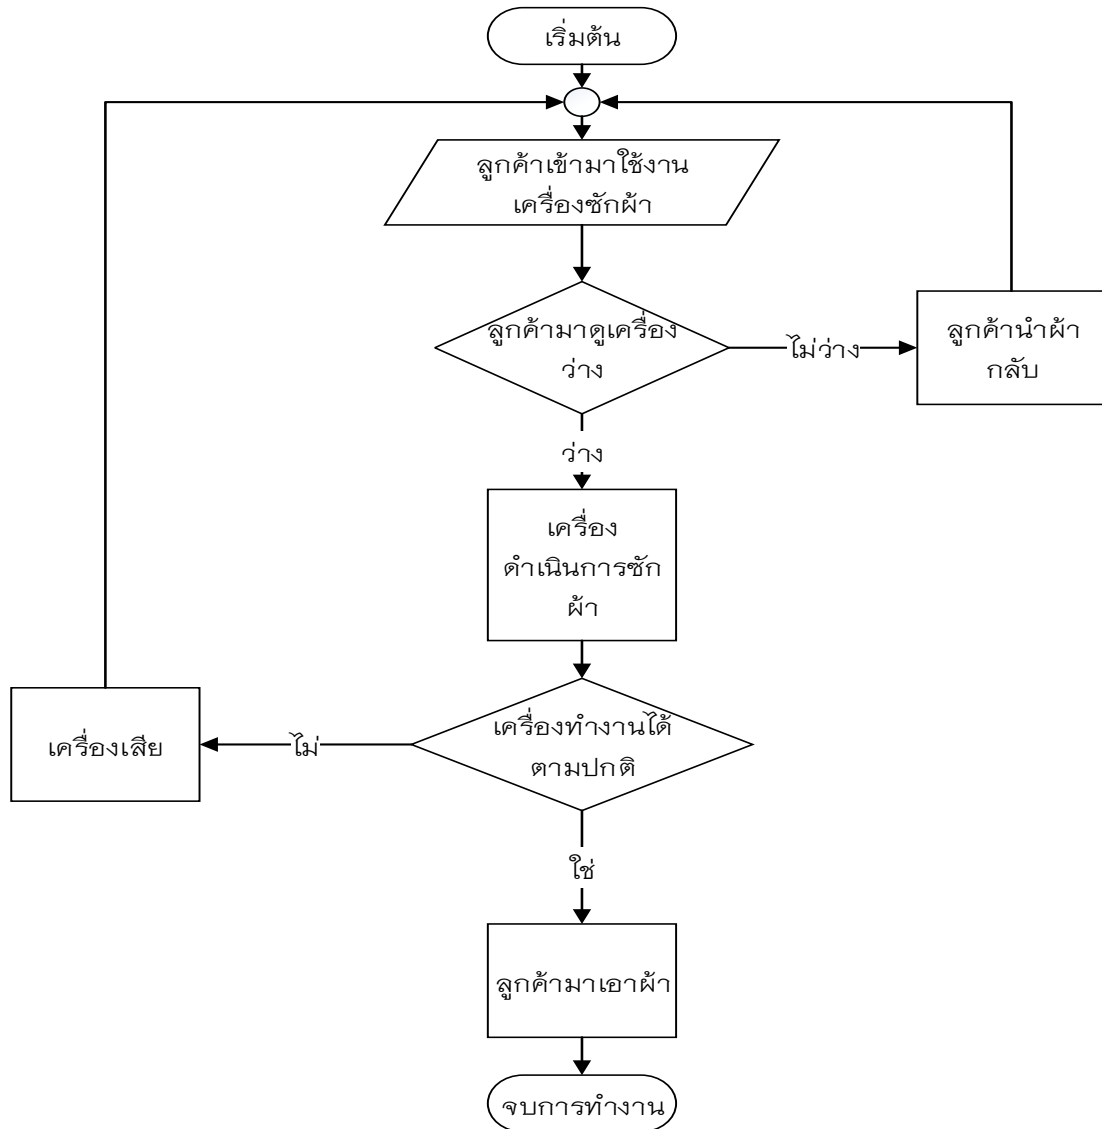 เริ่มต้น
ลูกค้าเข้ามาใช้งาน
เครื่องซักผ้า
ลูกค้ามาดูเครื่อง
ว่าง
ไม่ว่าง
ลูกค้านำผ้า
กลับ
ว่าง
เครื่อง
ดำเนินการซัก
ผ้า
เครื่องทำงานได้
ตามปกติ
ไม่
เครื่องเสีย
ใช่
ลูกค้ามาเอาผ้า
จบการทำงาน